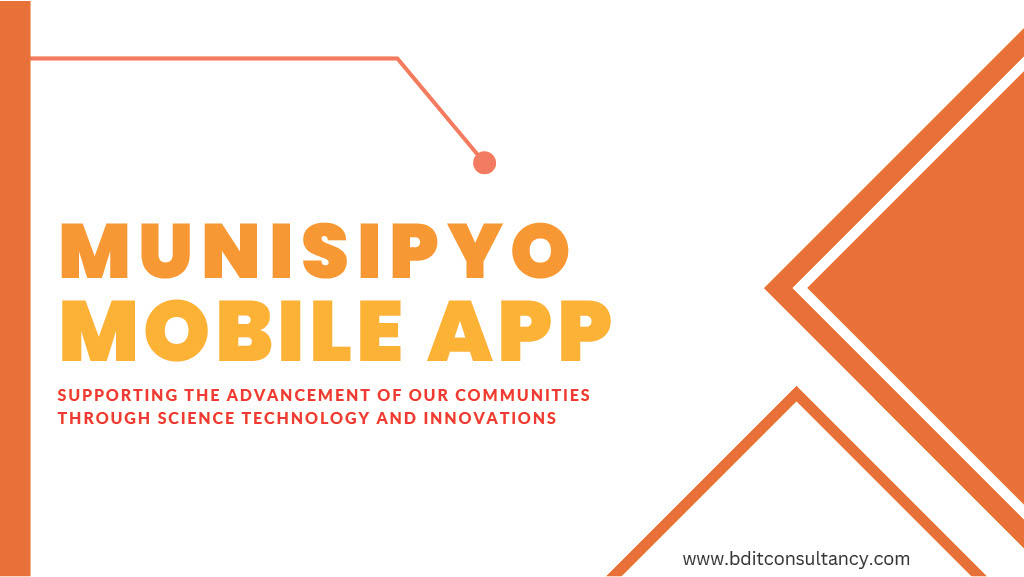 MUNISIPYO
MOBILE APP
SUPPORTING THE ADVANCEMENT OF OUR COMMUNITIES
THROUGH SCIENCE TECHNOLOGY AND INNOVATIONS
www.bditconsultancy.com